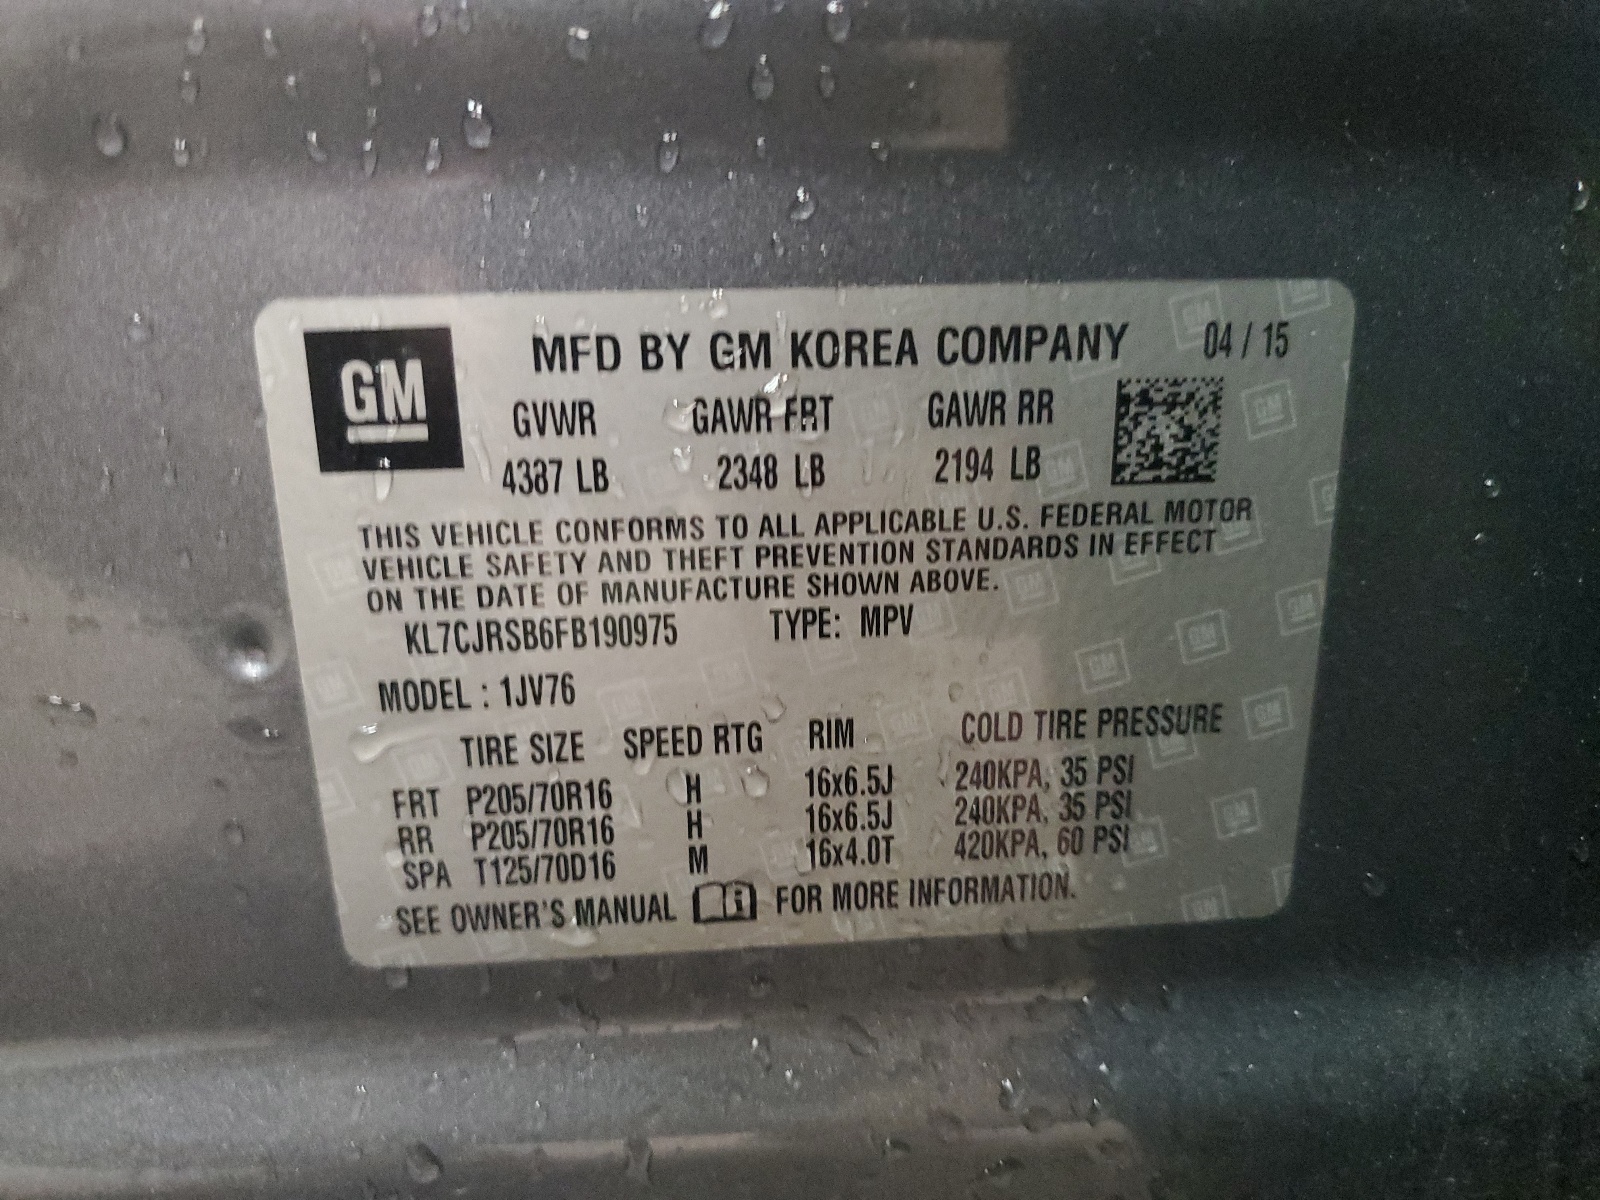 GM
MFD BY GM KOREA COMPANY 04 / 15
GVWR GAWR FRT GAWR RR
4387 LB 2348 LB 2194 LB
THIS VEHICLE CONFORMS TO ALL APPLICABLE U.S. FEDERAL MOTOR
VEHICLE SAFETY AND THEFT PREVENTION STANDARDS IN EFFECT
ON THE DATE OF MANUFACTURE SHOWN ABOVE.
KL7CJRSB6FB190975 TYPE: MPV
MODEL : 1JV76
TIRE SIZE SPEED RTG RIM COLD TIRE PRESSURE
FRT P205/70R16 H 16x6.5J 240KPA, 35 PSI
RR P205/70R16 H 16x6.5J 240KPA, 35 PSI
SPA T125/70D16 M 16x4.0T 420KPA, 60 PSI
SEE OWNER'S MANUAL FOR MORE INFORMATION.